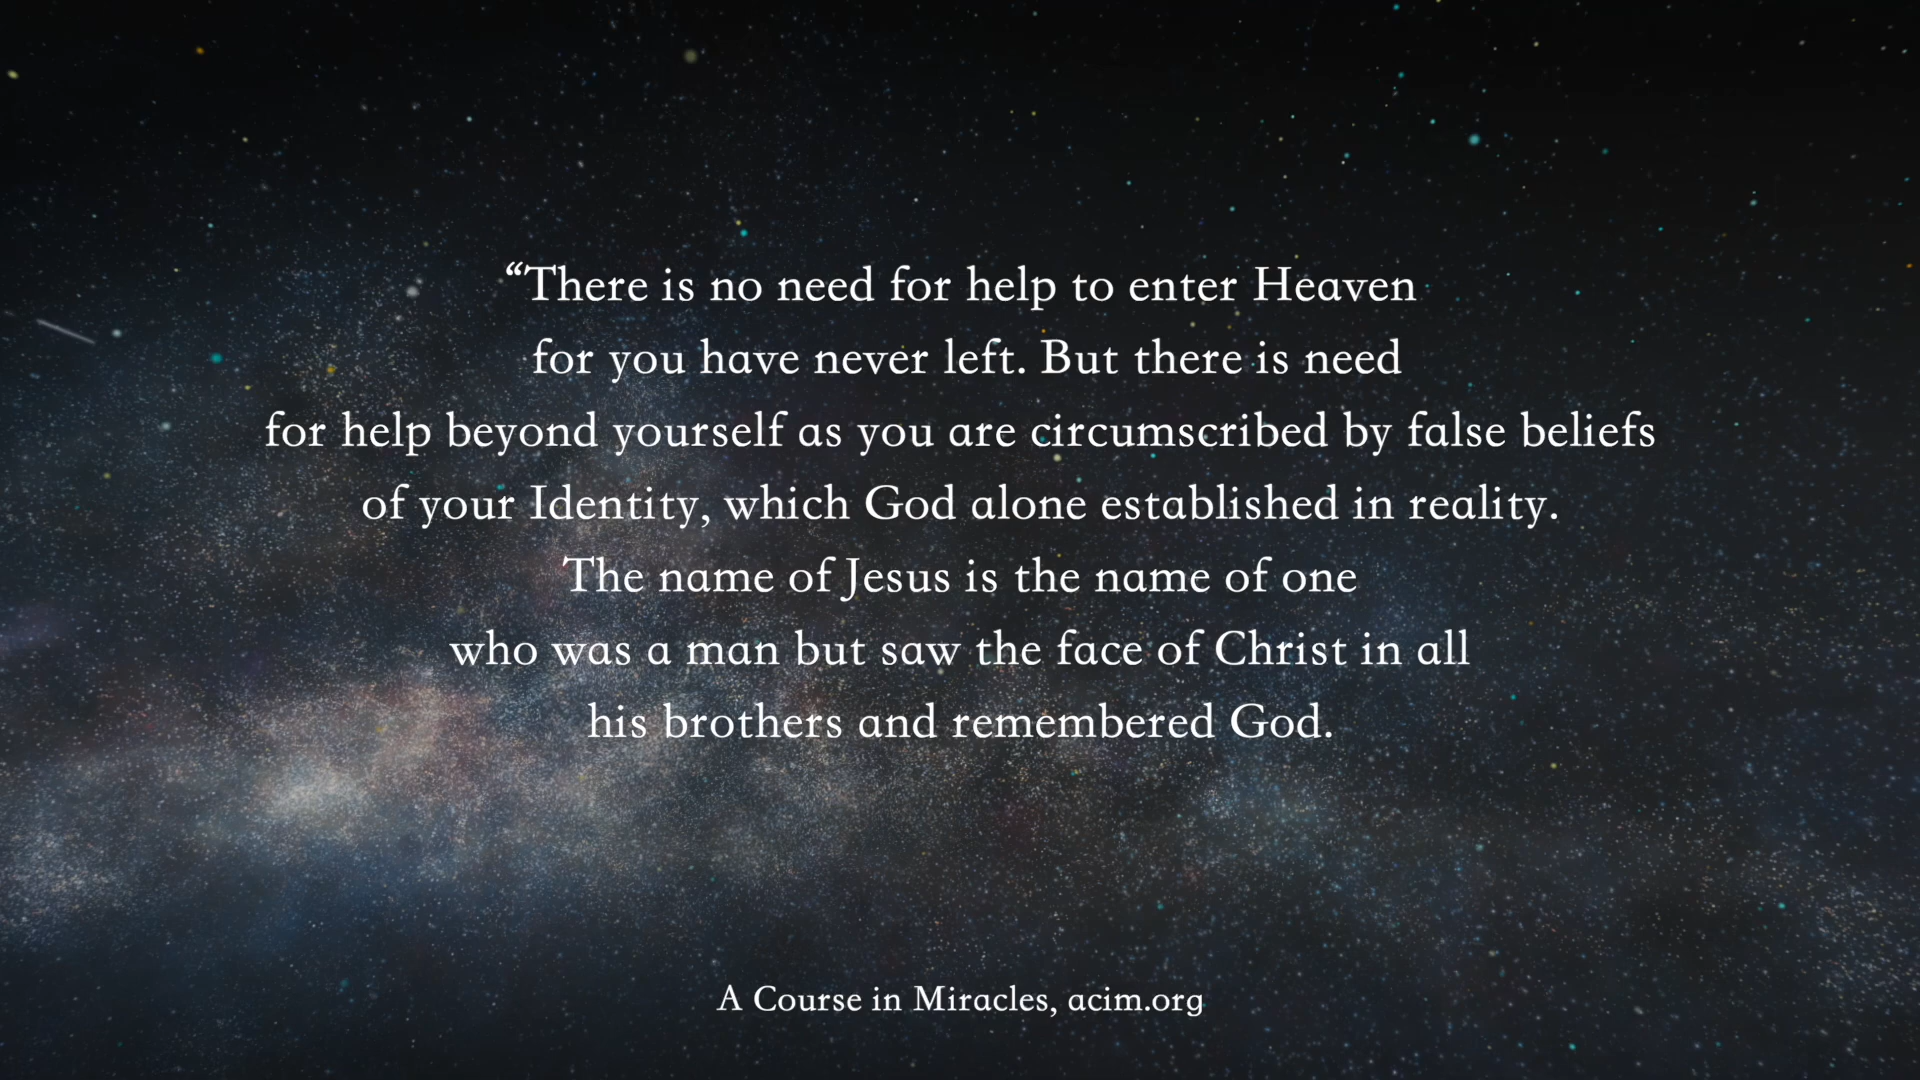 “There is no need for help to enter Heaven
for you have never left. But there is need
for help beyond yourself as you are circumscribed by false beliefs
of your Identity, which God alone established in reality.
The name of Jesus is the name of one
who was a man but saw the face of Christ in all
his brothers and remembered God.
A Course in Miracles, acim.org